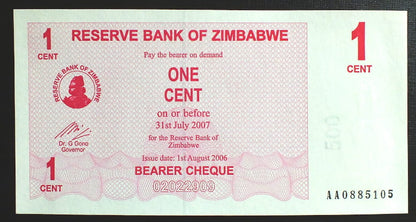 1
CENT
RESERVE BANK OF ZIMBABWE
1
CENT
Pay the bearer on demand
RESERVE BANK OF ZIMBABWE
ONE
CENT
on or before
31st July 2007
for the Reserve Bank of
Zimbabwe
Dr. G Gono
Governor
Issue date: 1st August 2006
1
CENT
BEARER CHEQUE
500
AA0885105